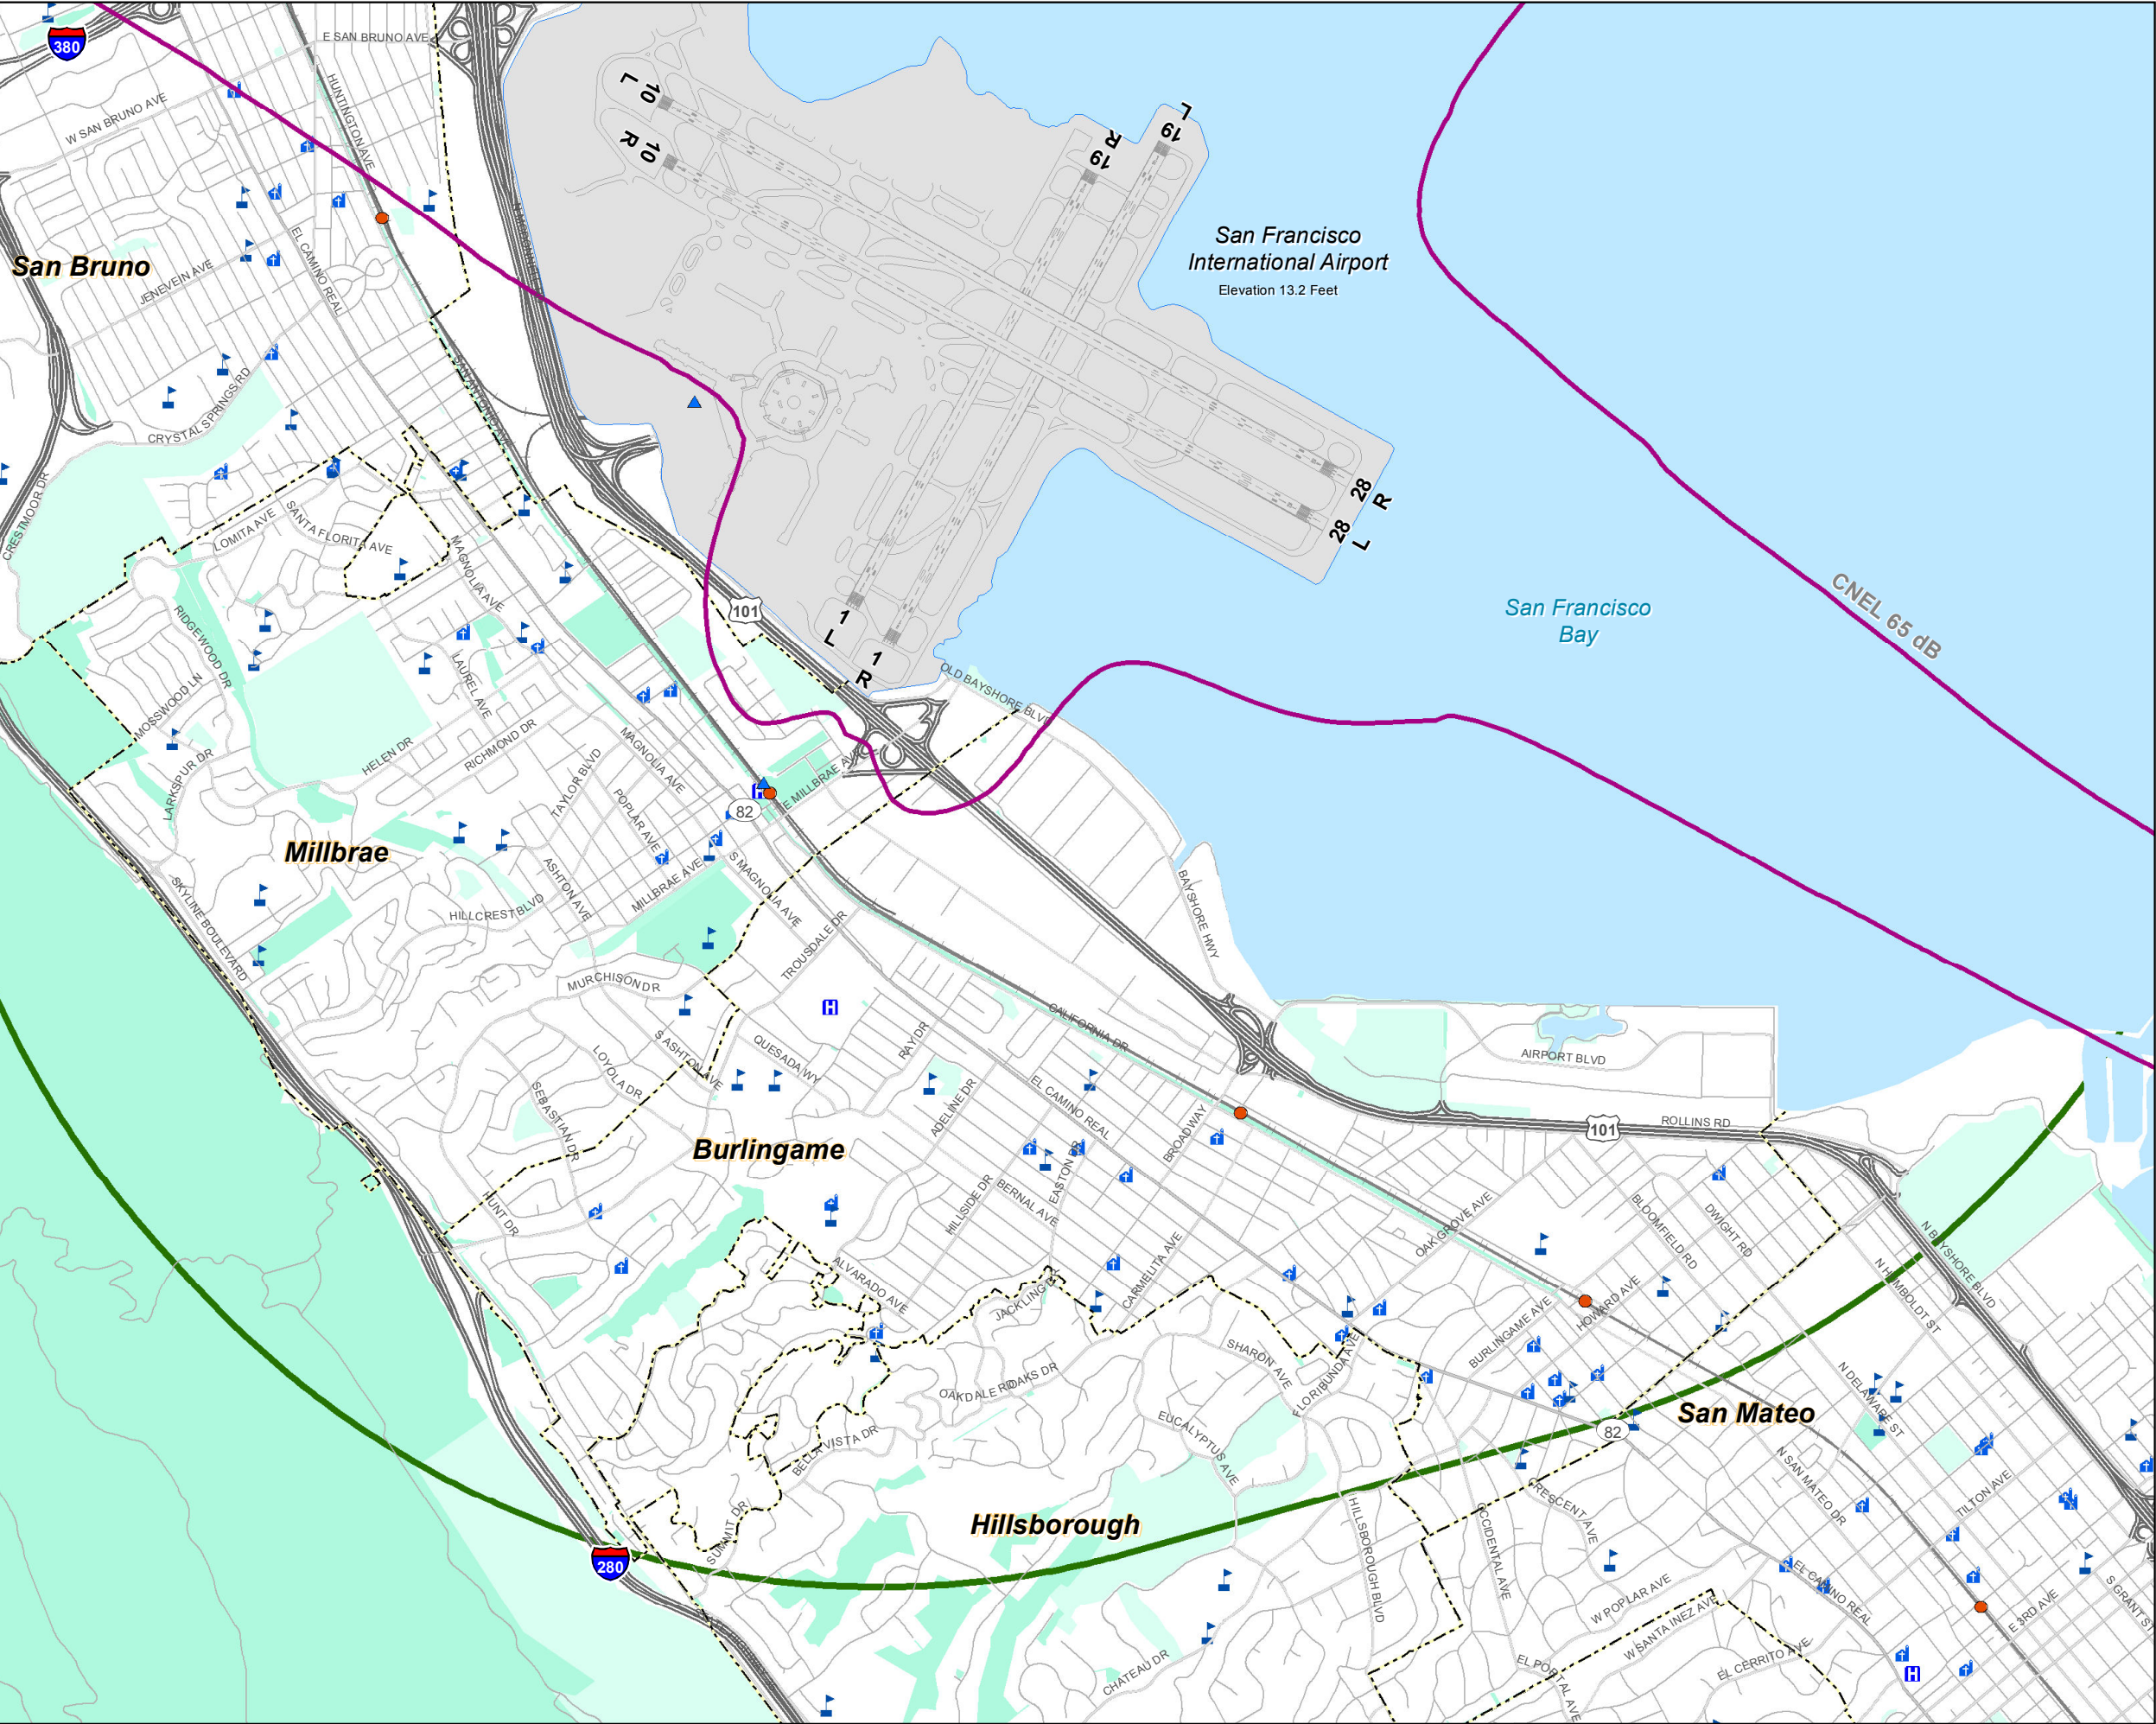 380
E SAN BRUNO AVE
W SAN BRUNO AVE
HUNTINGTON AVE
10
L
10
R
19
L
19
R
N MCDONNELL
San Francisco
International Airport
Elevation 13.2 Feet
San Bruno
JENEVEIN AVE
EL CAMINO REAL
SAN ANTONIO AVE
CRYSTAL SPRINGS RD
CRESTMOOR DR
LOMITA AVE
SANTA FLORITA AVE
MAGNOLIA AVE
28
R
28
L
CNEL 65 dB
San Francisco
Bay
101
1
L
1
R
RIDGEWOOD DR
MOSSWOOD LN
LAUREL AVE
OLD BAYSHORE BLVD
LARKSPUR DR
HELEN DR
RICHMOND DR
MAGNOLIA AVE
TAYLOR BLVD
POPLAR AVE
E MILLBRAE AVE
H
82
Millbrae
SKYLINE BOULEVARD
HILLCREST BLVD
ASHTON AVE
MILLBRAE AVE
S MAGNOLIA AVE
TROUSDALE DR
BAYSHORE HWY
MURCHISON DR
H
S ASHTON AVE
QUESADA WY
RAY DR
CALIFORNIA DR
AIRPORT BLVD
LOYOLA DR
SEBASTIAN DR
ADELINE DR
EL CAMINO REAL
BROADWAY
101
ROLLINS RD
Burlingame
HUNT DR
HILLSIDE DR
EASTON DR
BERNAL AVE
CARMELITA AVE
OAK GROVE AVE
BLOOMFIELD RD
DWIGHT RD
N BAYSHORE BLVD
N HUMBOLDT ST
ALVARADO AVE
JACKLING DR
SHARON AVE
FLORIBUNDA AVE
BURLINGAME AVE
HOWARD AVE
OAKDALE RD
OAKS DR
BELLA VISTA DR
EUCALYPTUS AVE
82
San Mateo
N DELAWARE ST
N SAN MATEO DR
TILTON AVE
Hillsborough
SUMMIT DR
280
HILLSBOROUGH BLVD
OCCIDENTAL AVE
CRESCENT AVE
W POPLAR AVE
W SANTA INEZ AVE
EL CAMINO REAL
E 3RD AVE
S GRANT ST
CHATEAU DR
EL PORTAL AVE
EL CERRITO AVE
H